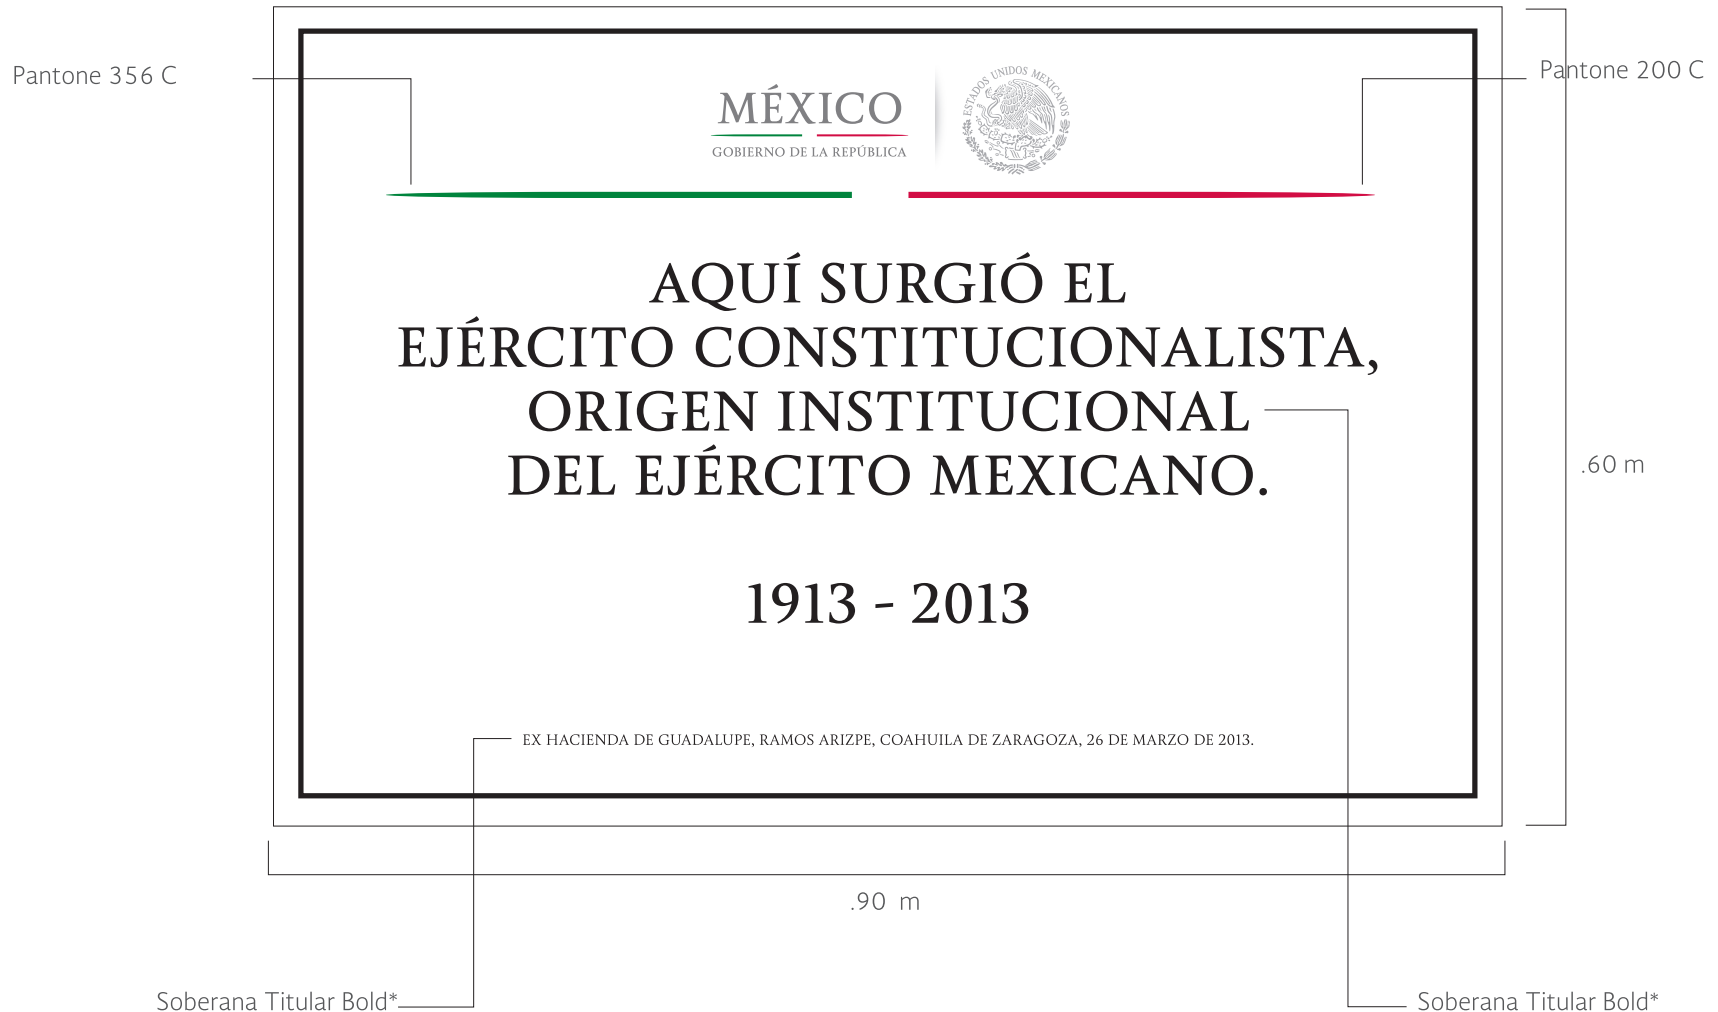 Pantone 356 C
Pantone 200 C
MÉXICO
GOBIERNO DE LA REPÚBLICA
ESTADOS UNIDOS MEXICANOS
AQUÍ SURGIÓ EL
EJÉRCITO CONSTITUCIONALISTA,
ORIGEN INSTITUCIONAL
DEL EJÉRCITO MEXICANO.
1913 - 2013
.60 m
EX HACIENDA DE GUADALUPE, RAMOS ARIZPE, COAHUILA DE ZARAGOZA, 26 DE MARZO DE 2013.
.90 m
Soberana Titular Bold*
Soberana Titular Bold*